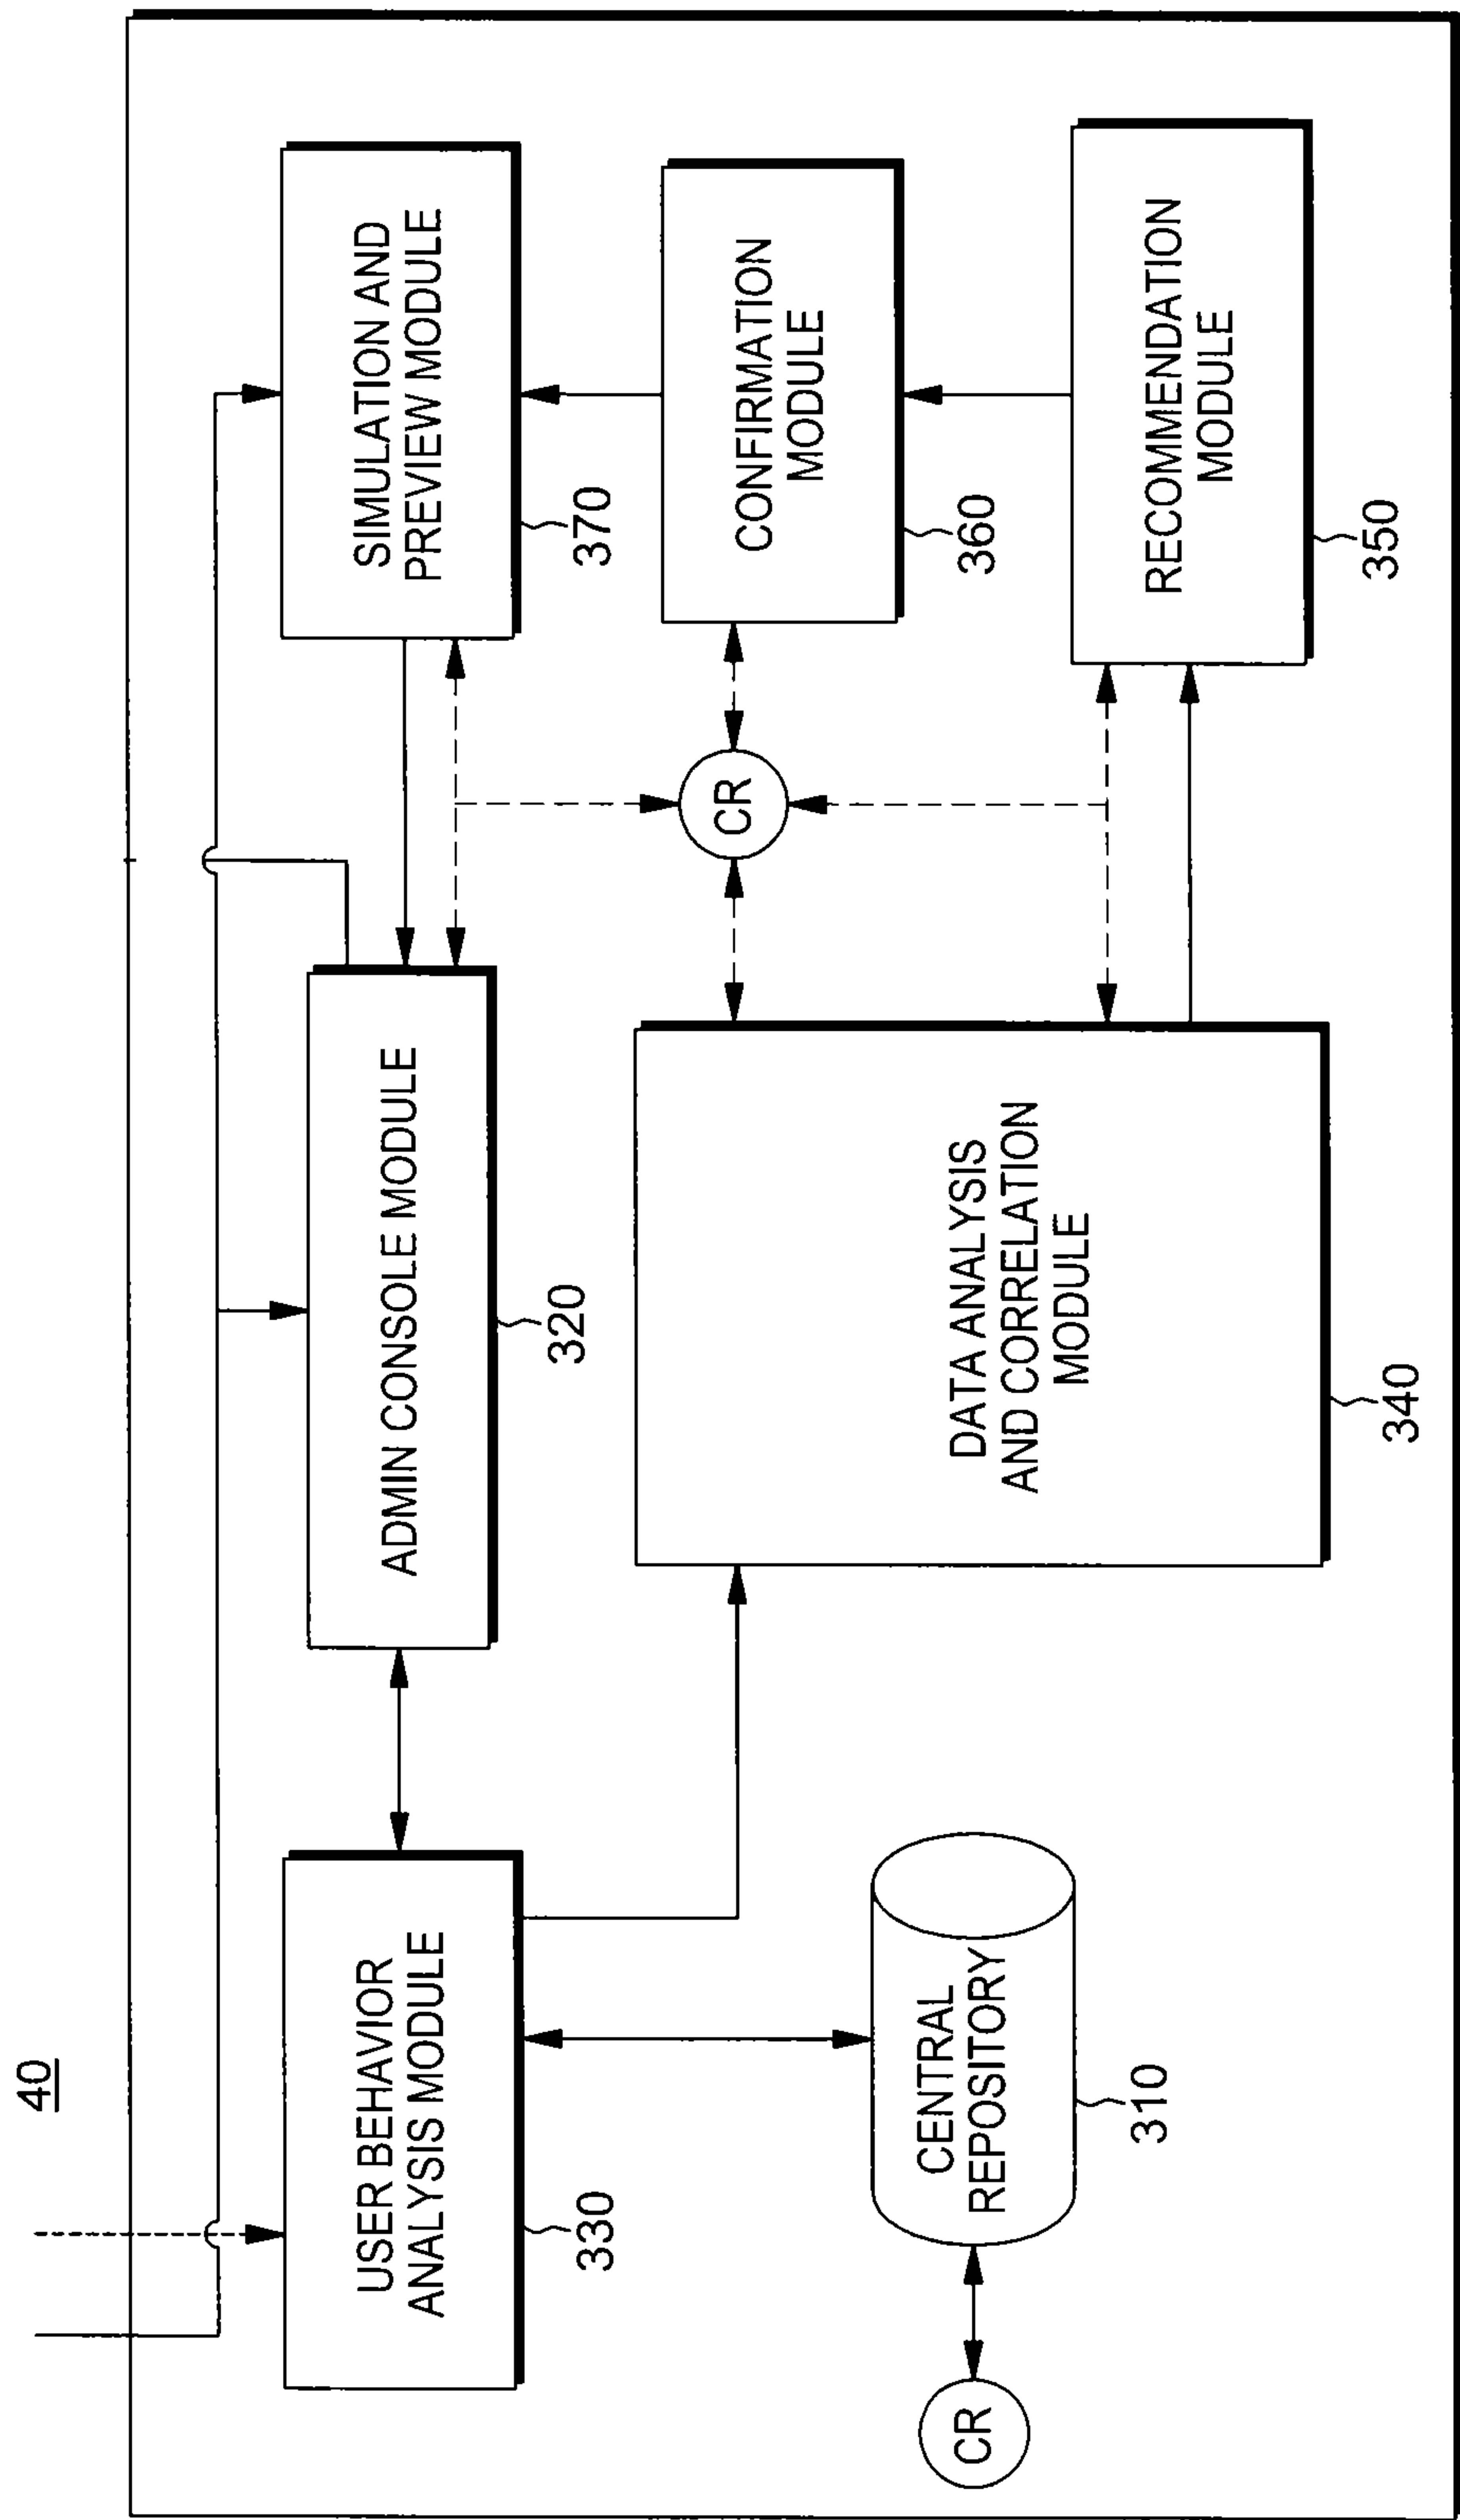 40
USER BEHAVIOR
ANALYSIS MODULE
330
ADMIN CONSOLE MODULE
320
SIMULATION AND
PREVIEW MODULE
370
CR
CENTRAL
REPOSITORY
310
DATA ANALYSIS
AND CORRELATION
MODULE
340
CR
CONFIRMATION
MODULE
360
RECOMMENDATION
MODULE
350